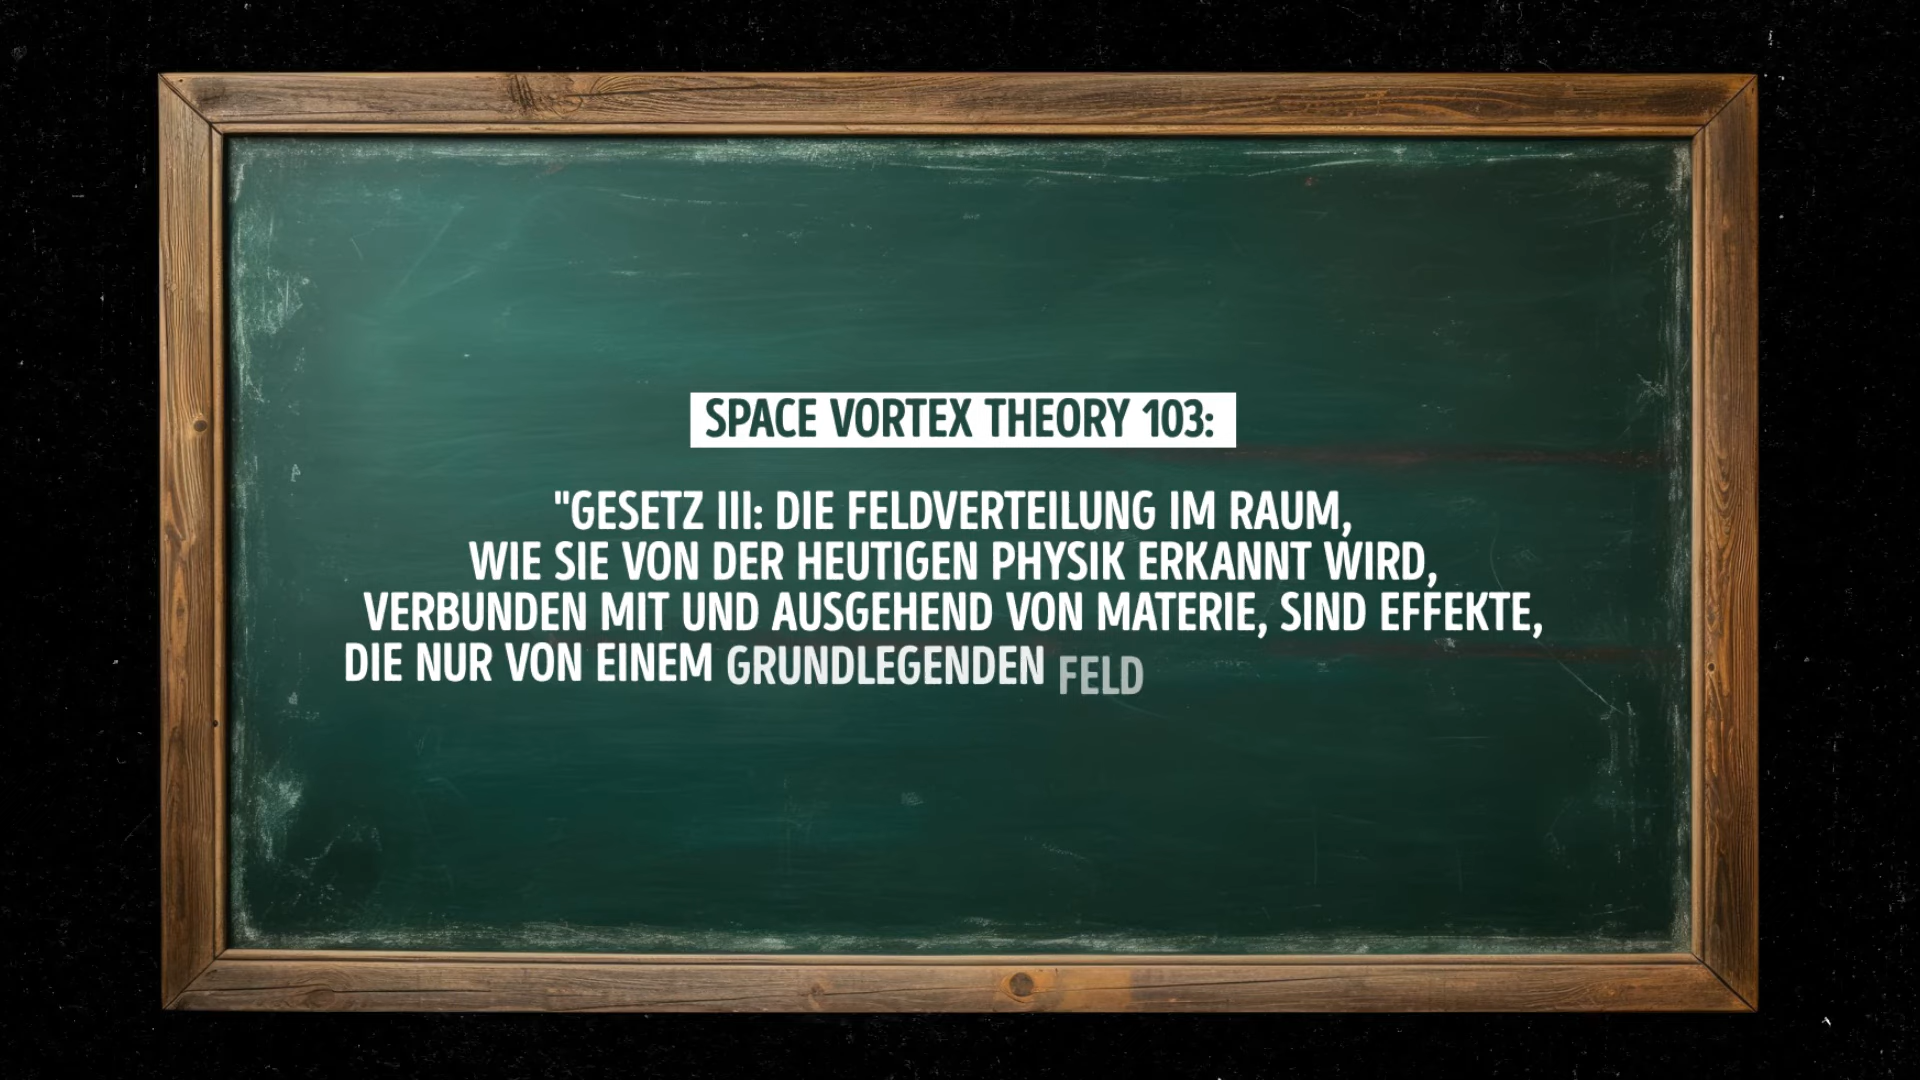 SPACE VORTEX THEORY 103:
"GESETZ III: DIE FELDVERTEILUNG IM RAUM,
WIE SIE VON DER HEUTIGEN PHYSIK ERKANNT WIRD,
VERBUNDEN MIT UND AUSGEHEND VON MATERIE, SIND EFFEKTE,
DIE NUR VON EINEM GRUNDLEGENDEN FELD